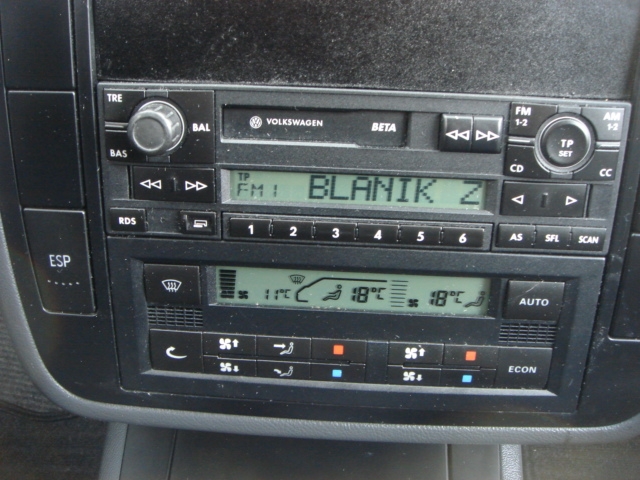 TRE
BAL
BAS
VOLKSWAGEN
BETA
FM
1-2
AM
1-2
TP
SET
CD
CC
TP
FM1
BLANIK Z
RDS
1 2 3 4 5 6
AS
SFL
SCAN
ESP
11°C
18°C
18°C
AUTO
ECON